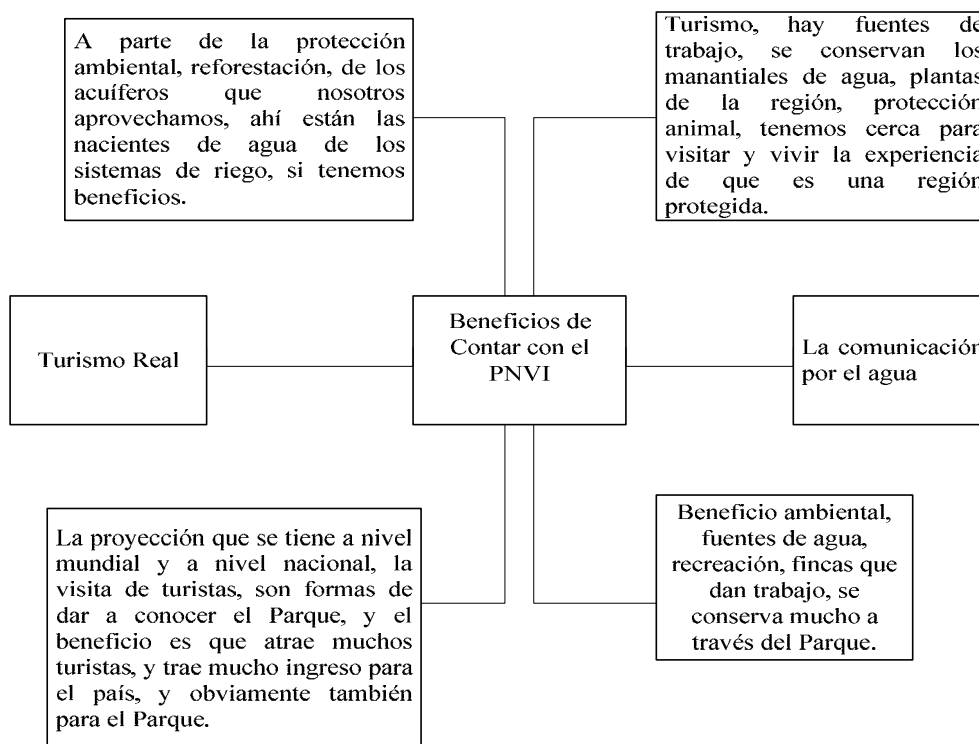 A parte de la protección
ambiental, reforestación, de los
acuíferos que nosotros
aprovechamos, ahí están las
nacientes de agua de los
sistemas de riego, si tenemos
beneficios.
Turismo, hay fuentes de
trabajo, se conservan los
manantiales de agua, plantas
de la región, protección
animal, tenemos cerca para
visitar y vivir la experiencia
de que es una región
protegida.
Turismo Real
Beneficios de
Contar con el
PNVI
La comunicación
por el agua
La proyección que se tiene a nivel
mundial y a nivel nacional, la
visita de turistas, son formas de
dar a conocer el Parque, y el
beneficio es que atrae muchos
turistas, y trae mucho ingreso para
el país, y obviamente también
para el Parque.
Beneficio ambiental,
fuentes de agua,
recreación, fincas que
dan trabajo, se
conserva mucho a
través del Parque.